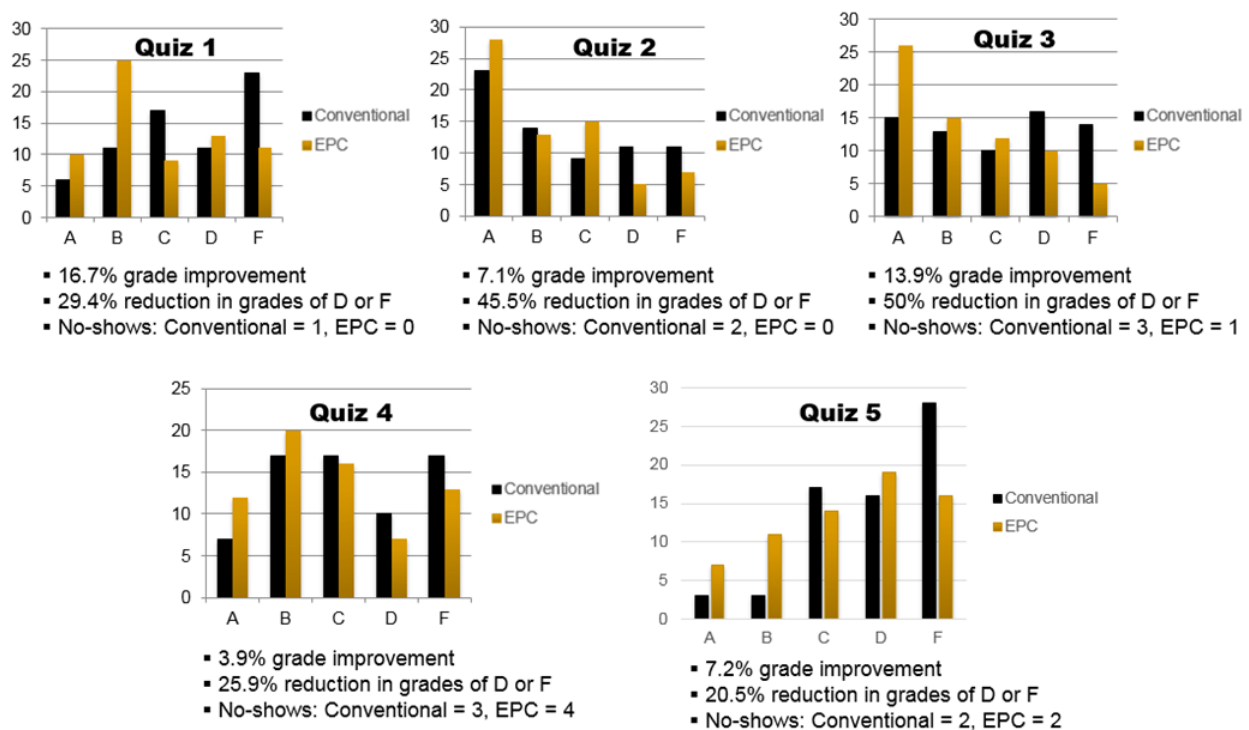 Quiz 1
30
25
20
15
10
5
0
A B C D F
Conventional
EPC
▪ 16.7% grade improvement
▪ 29.4% reduction in grades of D or F
▪ No-shows: Conventional = 1, EPC = 0
Quiz 2
30
25
20
15
10
5
0
A B C D F
Conventional
EPC
▪ 7.1% grade improvement
▪ 45.5% reduction in grades of D or F
▪ No-shows: Conventional = 2, EPC = 0
Quiz 3
30
25
20
15
10
5
0
A B C D F
Conventional
EPC
▪ 13.9% grade improvement
▪ 50% reduction in grades of D or F
▪ No-shows: Conventional = 3, EPC = 1
Quiz 4
25
20
15
10
5
0
A B C D F
Conventional
EPC
▪ 3.9% grade improvement
▪ 25.9% reduction in grades of D or F
▪ No-shows: Conventional = 3, EPC = 4
Quiz 5
30
25
20
15
10
5
0
A B C D F
Conventional
EPC
▪ 7.2% grade improvement
▪ 20.5% reduction in grades of D or F
▪ No-shows: Conventional = 2, EPC = 2